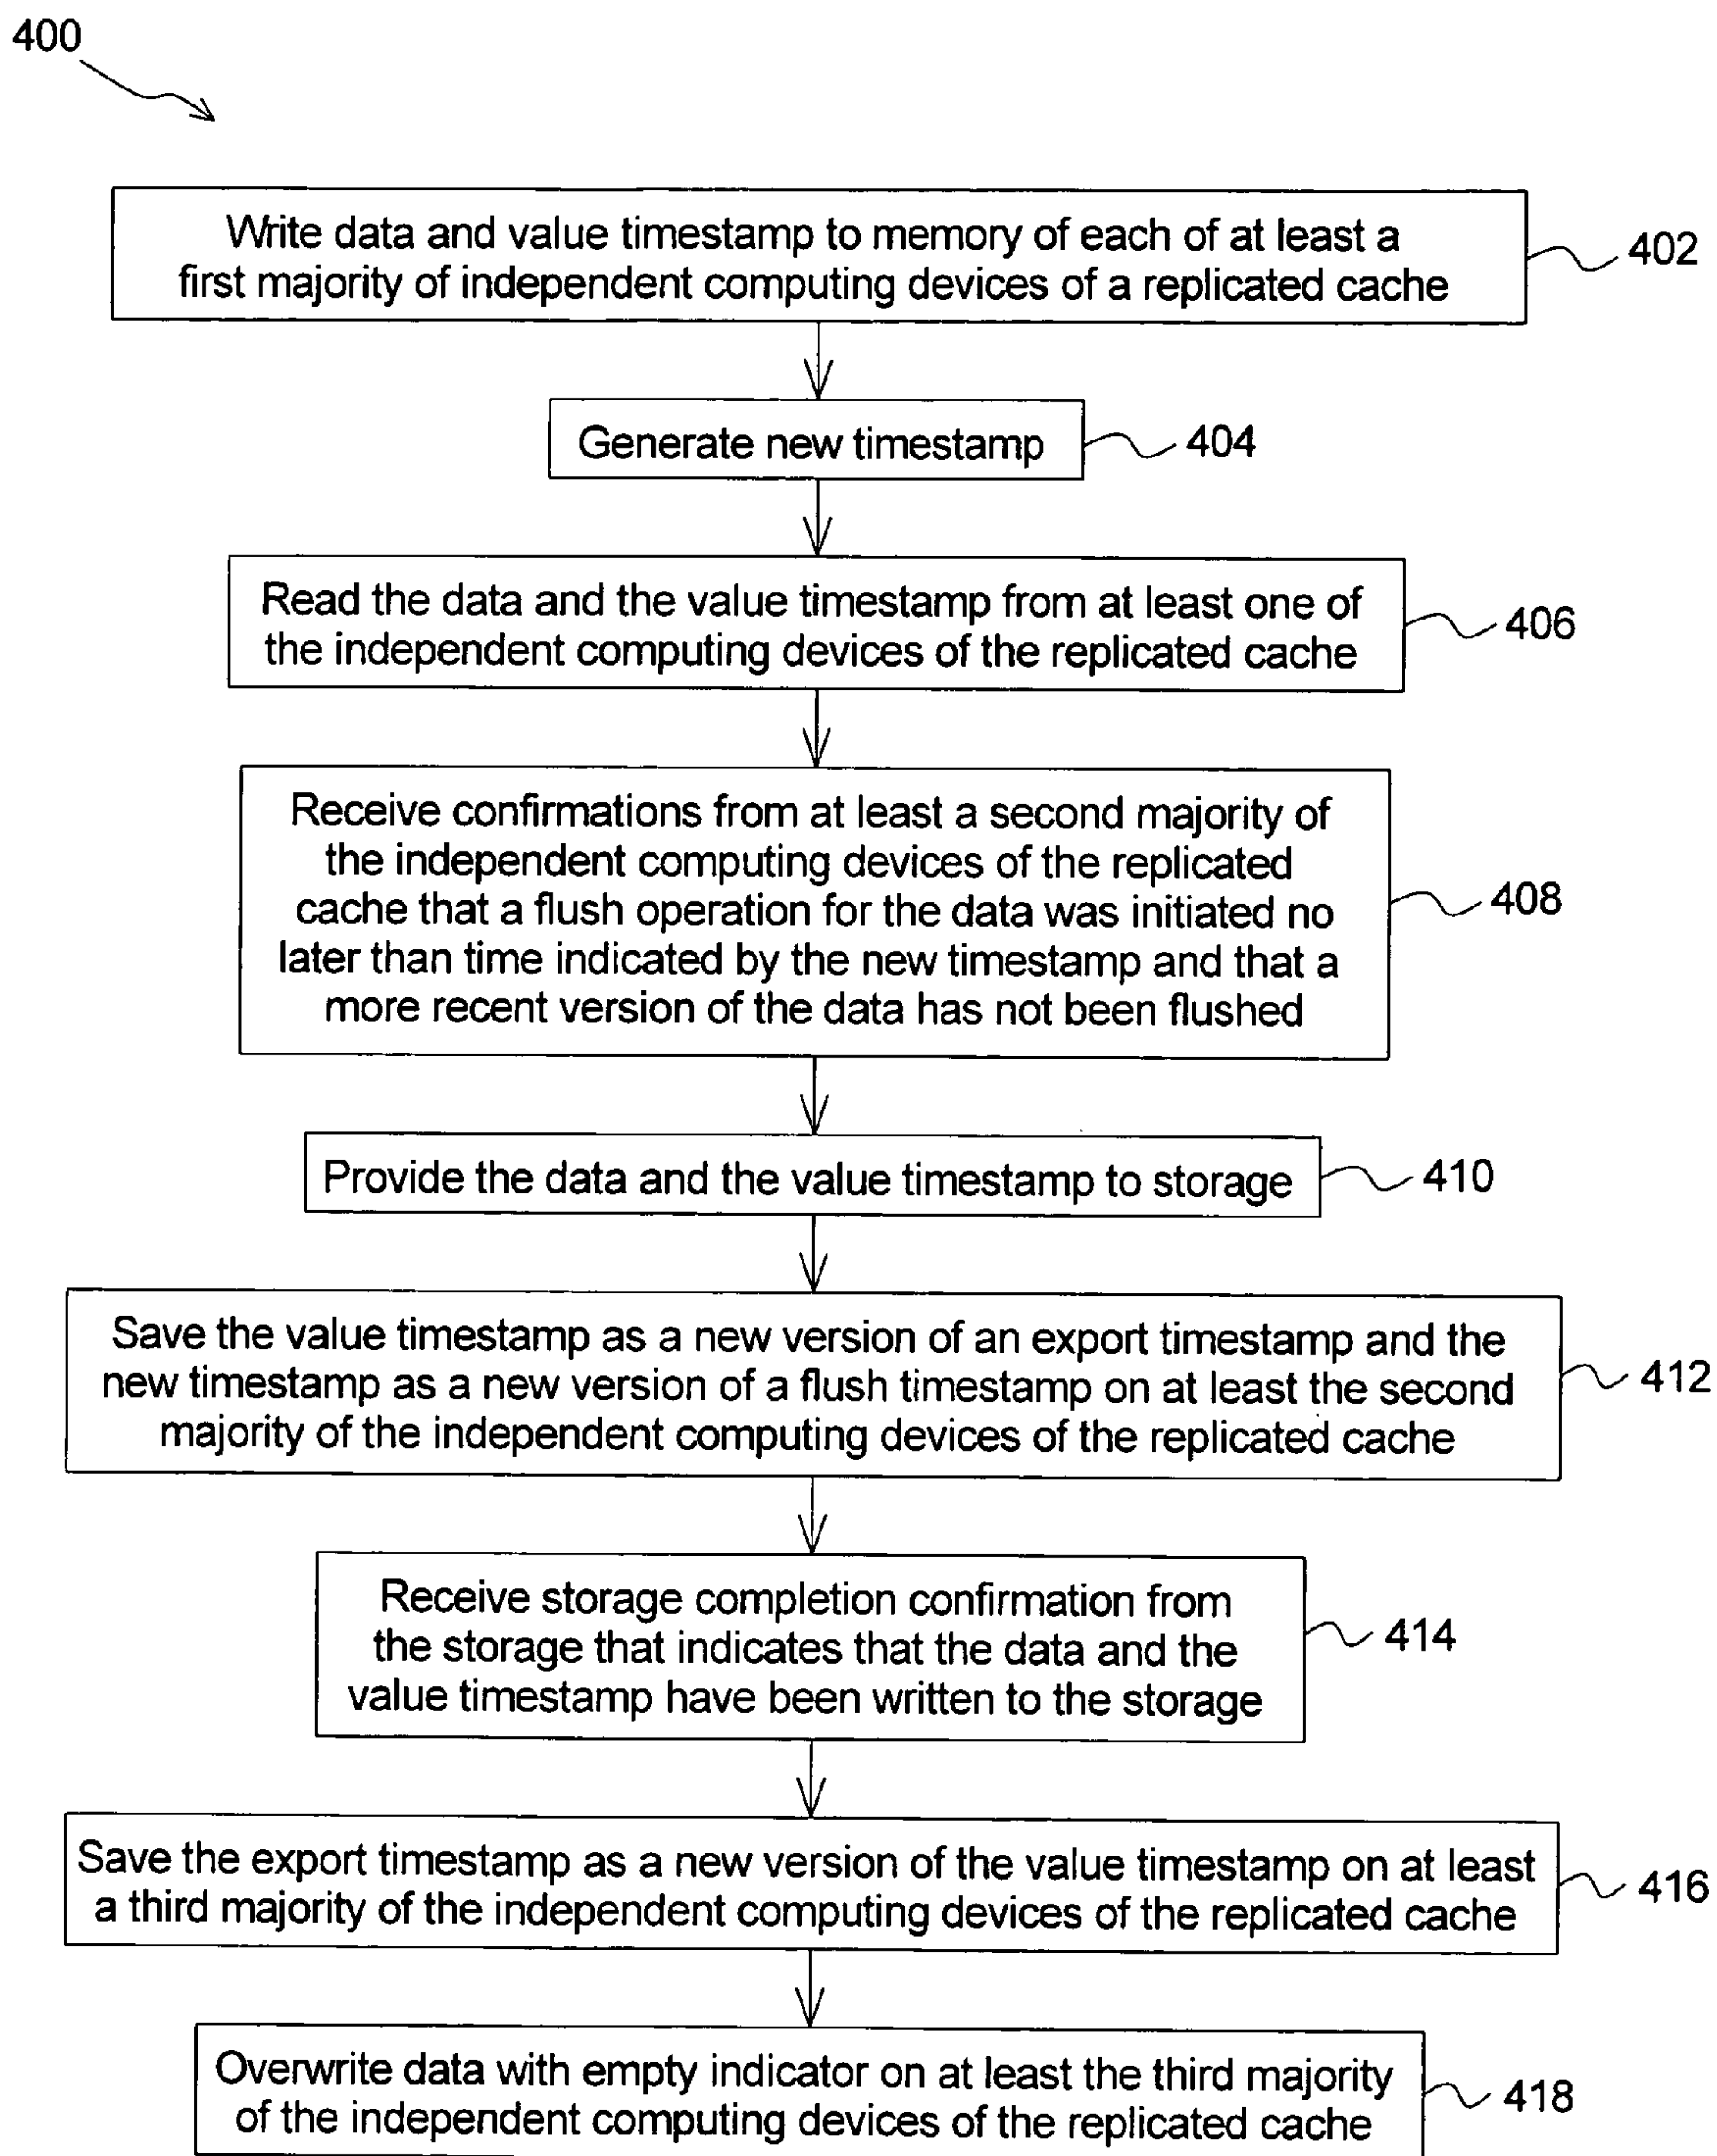 400
Write data and value timestamp to memory of each of at least a
first majority of independent computing devices of a replicated cache
402
Generate new timestamp
404
Read the data and the value timestamp from at least one of
the independent computing devices of the replicated cache
406
Receive confirmations from at least a second majority of
the independent computing devices of the replicated
cache that a flush operation for the data was initiated no
later than time indicated by the new timestamp and that a
more recent version of the data has not been flushed
408
Provide the data and the value timestamp to storage
410
Save the value timestamp as a new version of an export timestamp and the
new timestamp as a new version of a flush timestamp on at least the second
majority of the independent computing devices of the replicated cache
412
Receive storage completion confirmation from
the storage that indicates that the data and the
value timestamp have been written to the storage
414
Save the export timestamp as a new version of the value timestamp on at least
a third majority of the independent computing devices of the replicated cache
416
Overwrite data with empty indicator on at least the third majority
of the independent computing devices of the replicated cache
418